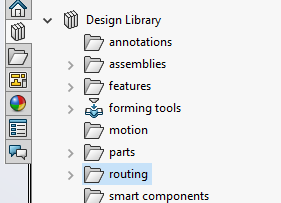 Design Library
annotations
assemblies
features
forming tools
motion
parts
routing
smart components